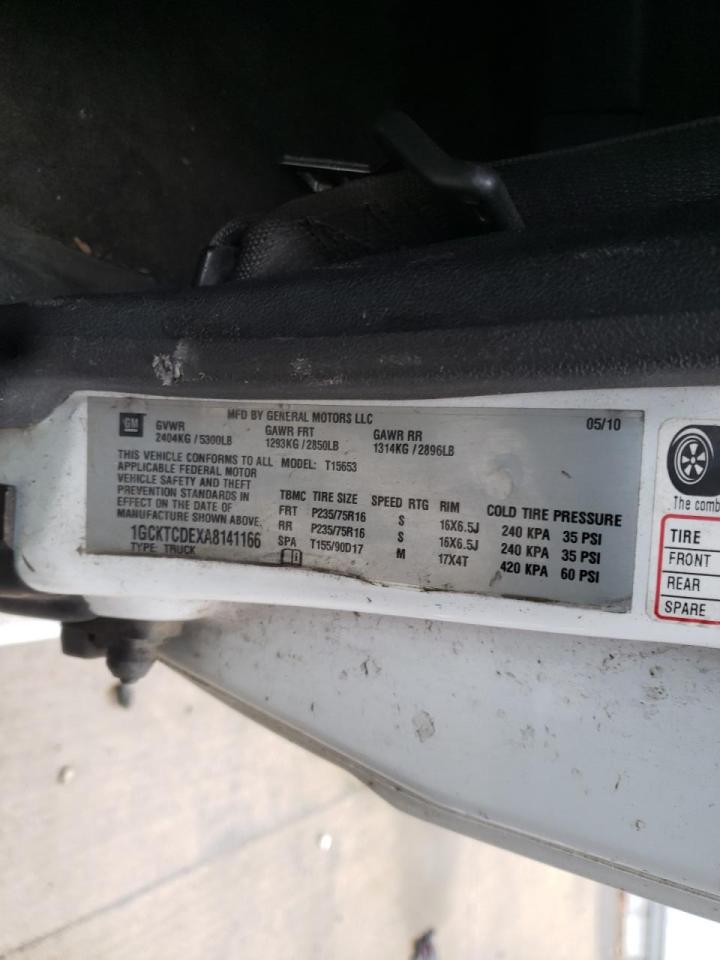 GM
MFD BY GENERAL MOTORS LLC
05/10
GVWR GAWR FRT GAWR RR
2404KG / 5300LB 1293KG / 2850LB 1314KG / 2896LB
THIS VEHICLE CONFORMS TO ALL
APPLICABLE FEDERAL MOTOR
VEHICLE SAFETY AND THEFT
PREVENTION STANDARDS IN
EFFECT ON THE DATE OF
MANUFACTURE SHOWN ABOVE.
1GCKTCDEXA8141166
TYPE: TRUCK
MODEL: T15653
TBMC TIRE SIZE SPEED RTG RIM COLD TIRE PRESSURE
FRT P235/75R16 S 16X6.5J 240 KPA 35 PSI
RR P235/75R16 S 16X6.5J 240 KPA 35 PSI
SPA T155/90D17 M 17X4T 420 KPA 60 PSI
The comb
TIRE
FRONT
REAR
SPARE